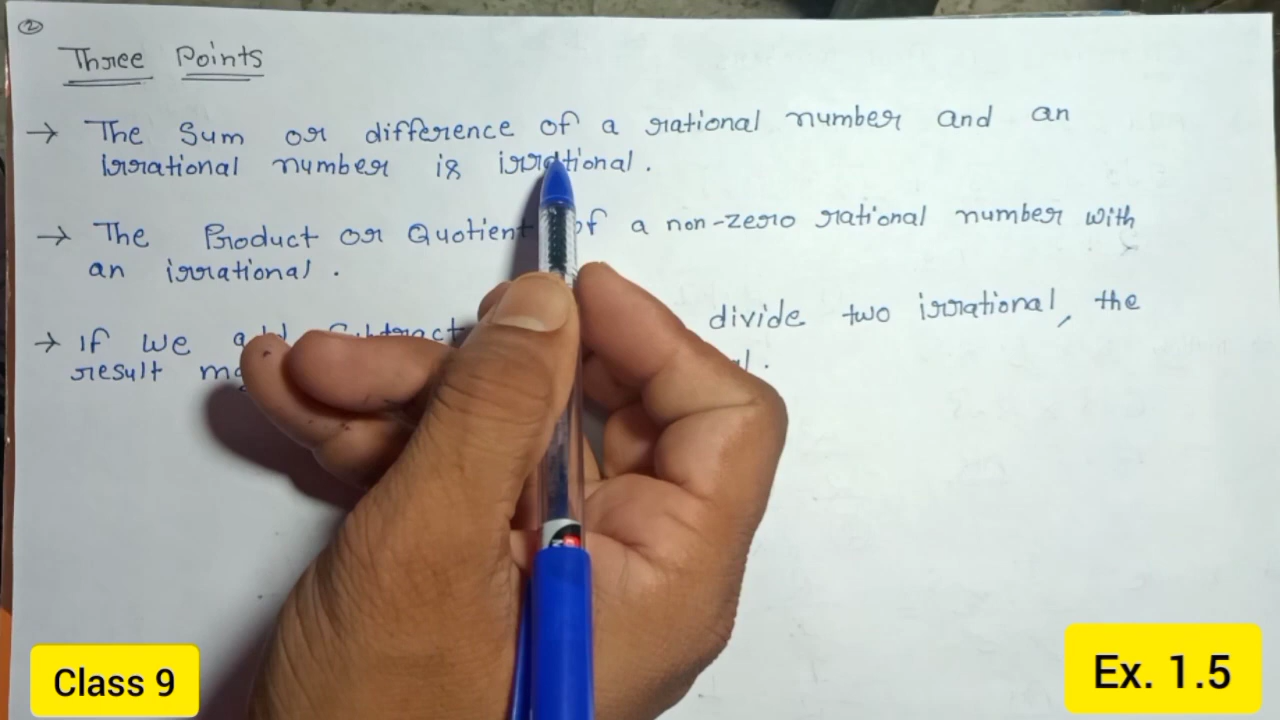 2
Three Points
→ The Sum or difference of a rational number and an
irrational number is irrational.
→ The Product or Quotient of a non-zero rational number with
an irrational.
→ If we add Subtract divide two irrational, the
result
Class 9
Ex. 1.5